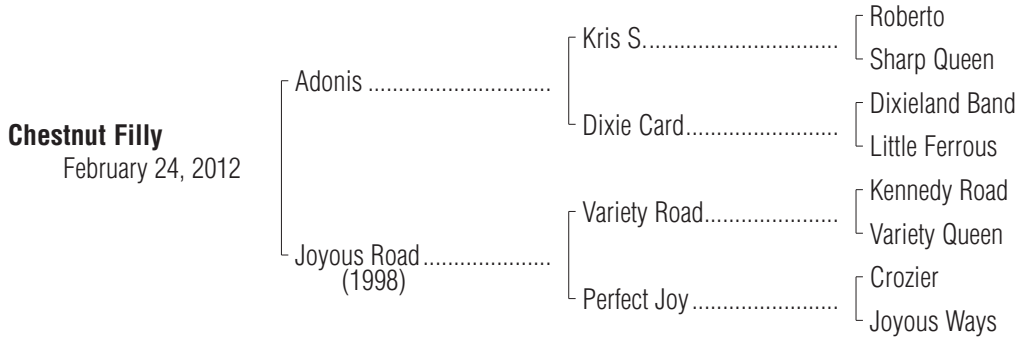 Roberto
Kris S.
Sharp Queen
Adonis
Dixieland Band
Dixie Card
Little Ferrous
Chestnut Filly
February 24, 2012
Kennedy Road
Variety Road
Variety Queen
Joyous Road
(1998)
Crozier
Perfect Joy
Joyous Ways